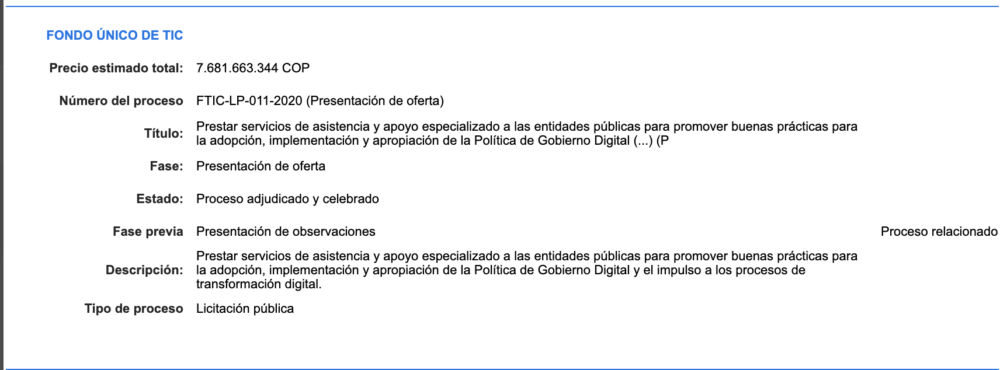 FONDO ÚNICO DE TIC
Precio estimado total: 7.681.663.344 COP
Número del proceso FTIC-LP-011-2020 (Presentación de oferta)
Título: Prestar servicios de asistencia y apoyo especializado a las entidades públicas para promover buenas prácticas para
la adopción, implementación y apropiación de la Política de Gobierno Digital (...) (P
Fase: Presentación de oferta
Estado: Proceso adjudicado y celebrado
Fase previa Presentación de observaciones Proceso relacionado
Descripción: Prestar servicios de asistencia y apoyo especializado a las entidades públicas para promover buenas prácticas para
la adopción, implementación y apropiación de la Política de Gobierno Digital y el impulso a los procesos de
transformación digital.
Tipo de proceso Licitación pública